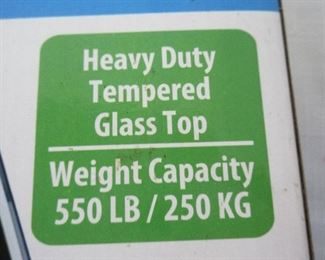 Heavy Duty
Tempered
Glass Top
Weight Capacity
550 LB / 250 KG